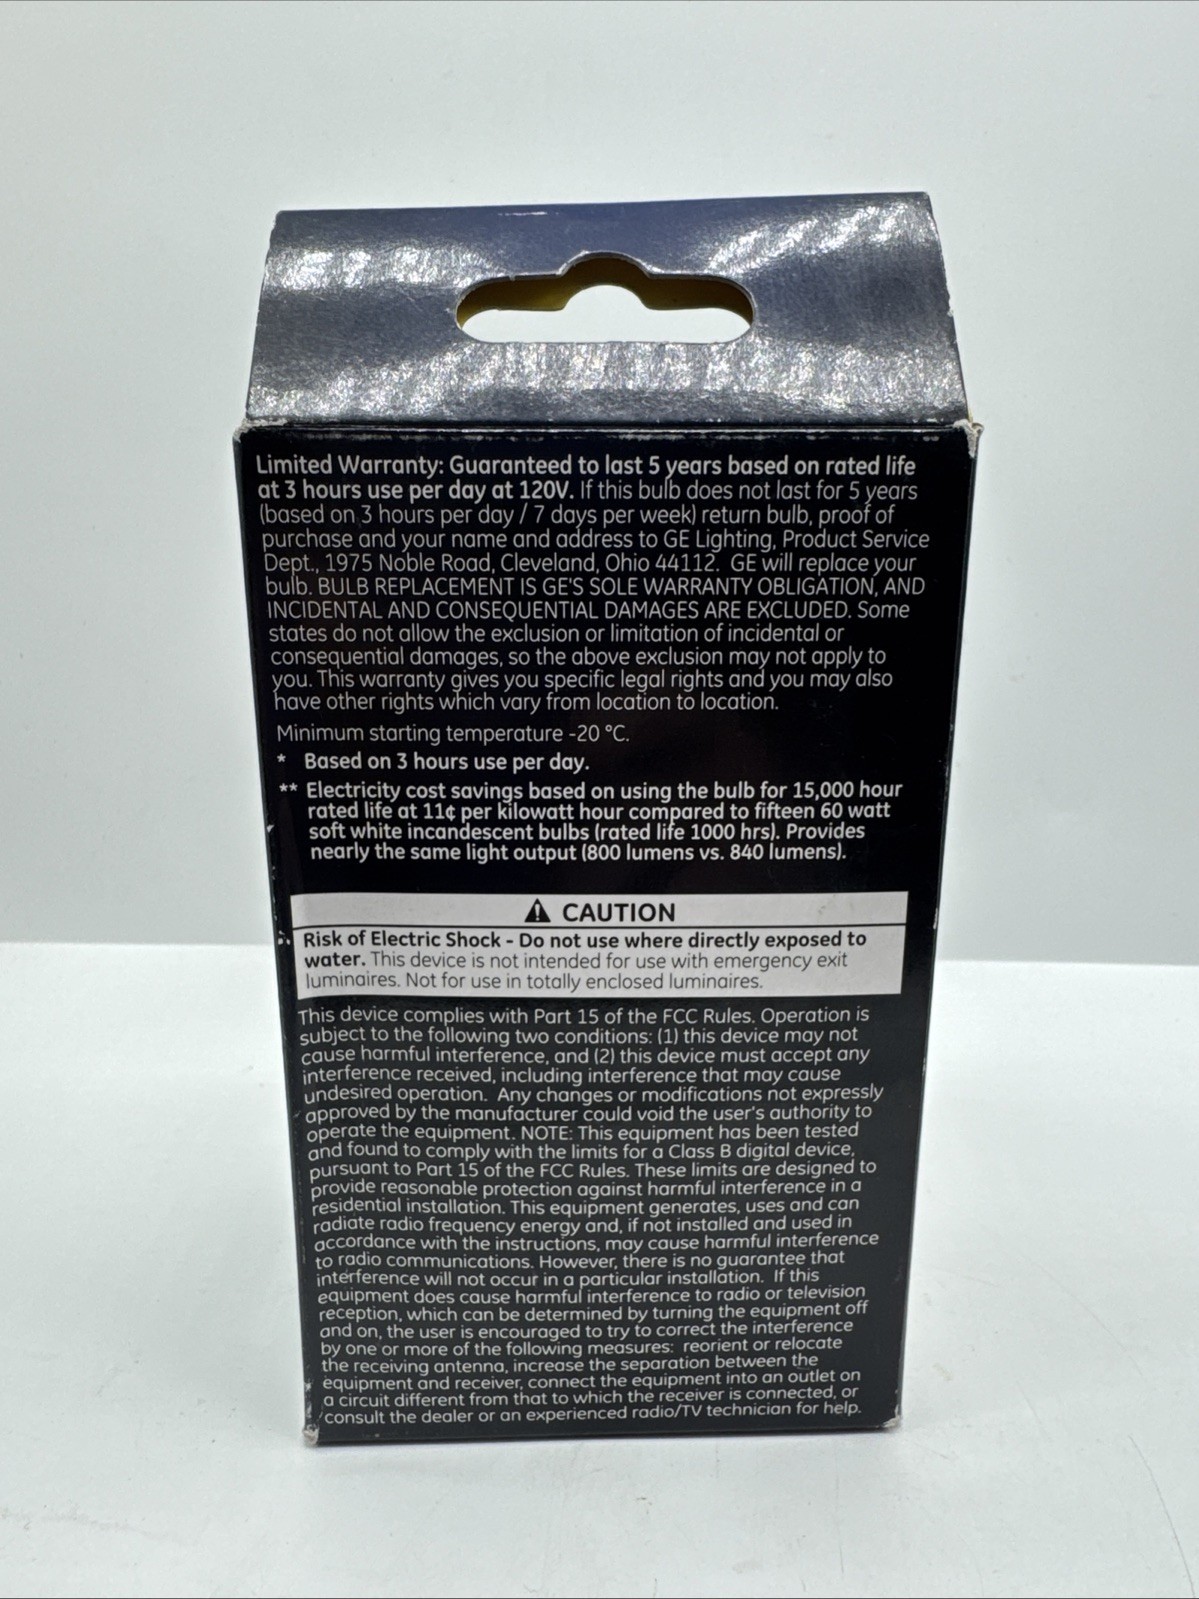 Limited Warranty: Guaranteed to last 5 years based on rated life
at 3 hours use per day at 120V. If this bulb does not last for 5 years
(based on 3 hours per day / 7 days per week) return bulb, proof of
purchase and your name and address to GE Lighting, Product Service
Dept., 1975 Noble Road, Cleveland, Ohio 44112. GE will replace your
bulb. BULB REPLACEMENT IS GE'S SOLE WARRANTY OBLIGATION, AND
INCIDENTAL AND CONSEQUENTIAL DAMAGES ARE EXCLUDED. Some
states do not allow the exclusion or limitation of incidental or
consequential damages, so the above exclusion may not apply to
you. This warranty gives you specific legal rights and you may also
have other rights which vary from location to location.
Minimum starting temperature -20 °C.
* Based on 3 hours use per day.
** Electricity cost savings based on using the bulb for 15,000 hour
rated life at 11¢ per kilowatt hour compared to fifteen 60 watt
soft white incandescent bulbs (rated life 1000 hrs). Provides
nearly the same light output (800 lumens vs. 840 lumens).
CAUTION
Risk of Electric Shock - Do not use where directly exposed to
water. This device is not intended for use with emergency exit
luminaires. Not for use in totally enclosed luminaires.
This device complies with Part 15 of the FCC Rules. Operation is
subject to the following two conditions: (1) this device may not
cause harmful interference, and (2) this device must accept any
interference received, including interference that may cause
undesired operation. Any changes or modifications not expressly
approved by the manufacturer could void the user's authority to
operate the equipment. NOTE: This equipment has been tested
and found to comply with the limits for a Class B digital device,
pursuant to Part 15 of the FCC Rules. These limits are designed to
provide reasonable protection against harmful interference in a
residential installation. This equipment generates, uses and can
radiate radio frequency energy and, if not installed and used in
accordance with the instructions, may cause harmful interference
to radio communications. However, there is no guarantee that
interference will not occur in a particular installation. If this
equipment does cause harmful interference to radio or television
reception, which can be determined by turning the equipment off
and on, the user is encouraged to try to correct the interference
by one or more of the following measures: reorient or relocate
the receiving antenna, increase the separation between the
equipment and receiver, connect the equipment into an outlet on
a circuit different from that to which the receiver is connected, or
consult the dealer or an experienced radio/TV technician for help.